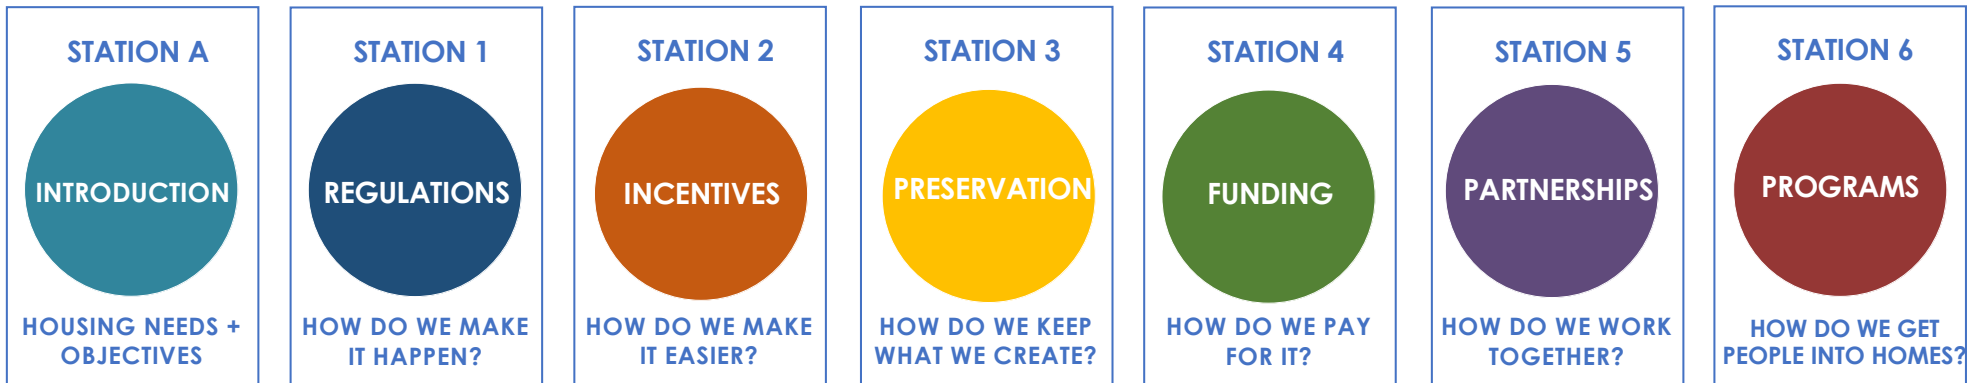 STATION A
INTRODUCTION
HOUSING NEEDS +
OBJECTIVES
STATION 1
REGULATIONS
HOW DO WE MAKE
IT HAPPEN?
STATION 2
INCENTIVES
HOW DO WE MAKE
IT EASIER?
STATION 3
PRESERVATION
HOW DO WE KEEP
WHAT WE CREATE?
STATION 4
FUNDING
HOW DO WE PAY
FOR IT?
STATION 5
PARTNERSHIPS
HOW DO WE WORK
TOGETHER?
STATION 6
PROGRAMS
HOW DO WE GET
PEOPLE INTO HOMES?